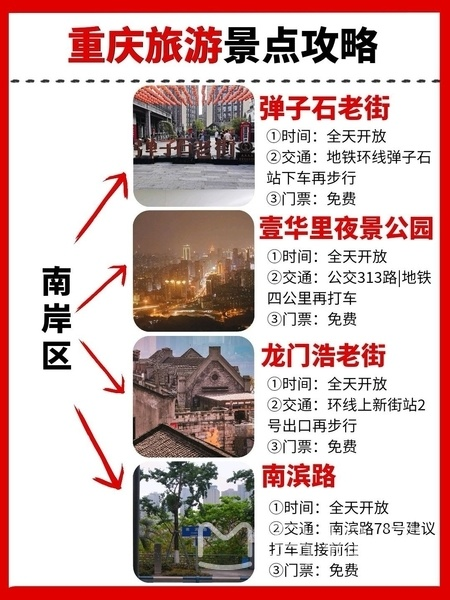 重庆旅游景点攻略
南岸区
弹子石老街
弹子石老街
①时间：全天开放
②交通：地铁环线弹子石
站下车再步行
③门票：免费
壹华里夜景公园
①时间：全天开放
②交通：公交313路|地铁
四公里再打车
③门票：免费
龙门浩老街
①时间：全天开放
②交通：环线上新街站2
号出口再步行
③门票：免费
南滨路
①时间：全天开放
②交通：南滨路78号建议
打车直接前往
③门票：免费